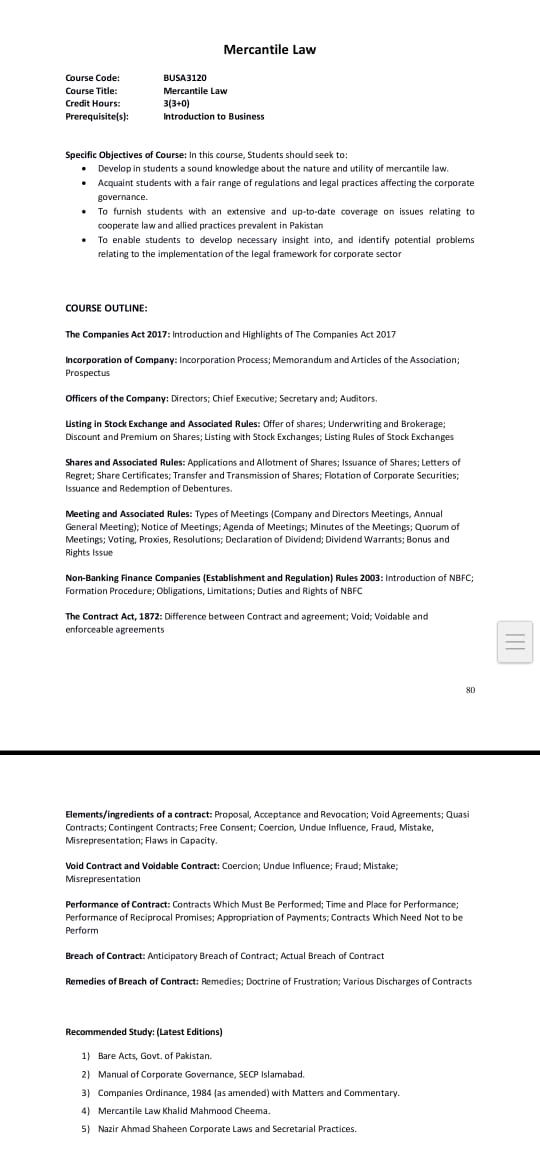 Mercantile Law
Course Code: BUSA3120
Course Title: Mercantile Law
Credit Hours: 3(3+0)
Prerequisite(s): Introduction to Business
Specific Objectives of Course: In this course, Students should seek to:
• Develop in students a sound knowledge about the nature and utility of mercantile law.
• Acquaint students with a fair range of regulations and legal practices affecting the corporate
governance.
• To furnish students with an extensive and up-to-date coverage on issues relating to
cooperate law and allied practices prevalent in Pakistan
• To enable students to develop necessary insight into, and identify potential problems
relating to the implementation of the legal framework for corporate sector
COURSE OUTLINE:
The Companies Act 2017: Introduction and Highlights of The Companies Act 2017
Incorporation of Company: Incorporation Process; Memorandum and Articles of the Association;
Prospectus
Officers of the Company: Directors; Chief Executive; Secretary and; Auditors.
Listing in Stock Exchange and Associated Rules: Offer of shares; Underwriting and Brokerage;
Discount and Premium on Shares; Listing with Stock Exchanges; Listing Rules of Stock Exchanges
Shares and Associated Rules: Applications and Allotment of Shares; Issuance of Shares; Letters of
Regret; Share Certificates; Transfer and Transmission of Shares; Flotation of Corporate Securities;
Issuance and Redemption of Debentures.
Meeting and Associated Rules: Types of Meetings (Company and Directors Meetings, Annual
General Meeting); Notice of Meetings; Agenda of Meetings; Minutes of the Meetings; Quorum of
Meetings; Voting, Proxies, Resolutions; Declaration of Dividend; Dividend Warrants; Bonus and
Rights Issue
Non-Banking Finance Companies (Establishment and Regulation) Rules 2003: Introduction of NBFC;
Formation Procedure; Obligations, Limitations; Duties and Rights of NBFC
The Contract Act, 1872: Difference between Contract and agreement; Void; Voidable and
enforceable agreements
80
Elements/ingredients of a contract: Proposal, Acceptance and Revocation; Void Agreements; Quasi
Contracts; Contingent Contracts; Free Consent; Coercion, Undue Influence, Fraud, Mistake,
Misrepresentation; Flaws in Capacity.
Void Contract and Voidable Contract: Coercion; Undue Influence; Fraud; Mistake;
Misrepresentation
Performance of Contract: Contracts Which Must Be Performed; Time and Place for Performance;
Performance of Reciprocal Promises; Appropriation of Payments; Contracts Which Need Not to be
Perform
Breach of Contract: Anticipatory Breach of Contract; Actual Breach of Contract
Remedies of Breach of Contract: Remedies; Doctrine of Frustration; Various Discharges of Contracts
Recommended Study: (Latest Editions)
1) Bare Acts, Govt. of Pakistan.
2) Manual of Corporate Governance, SECP Islamabad.
3) Companies Ordinance, 1984 (as amended) with Matters and Commentary.
4) Mercantile Law Khalid Mahmood Cheema.
5) Nazir Ahmad Shaheen Corporate Laws and Secretarial Practices.